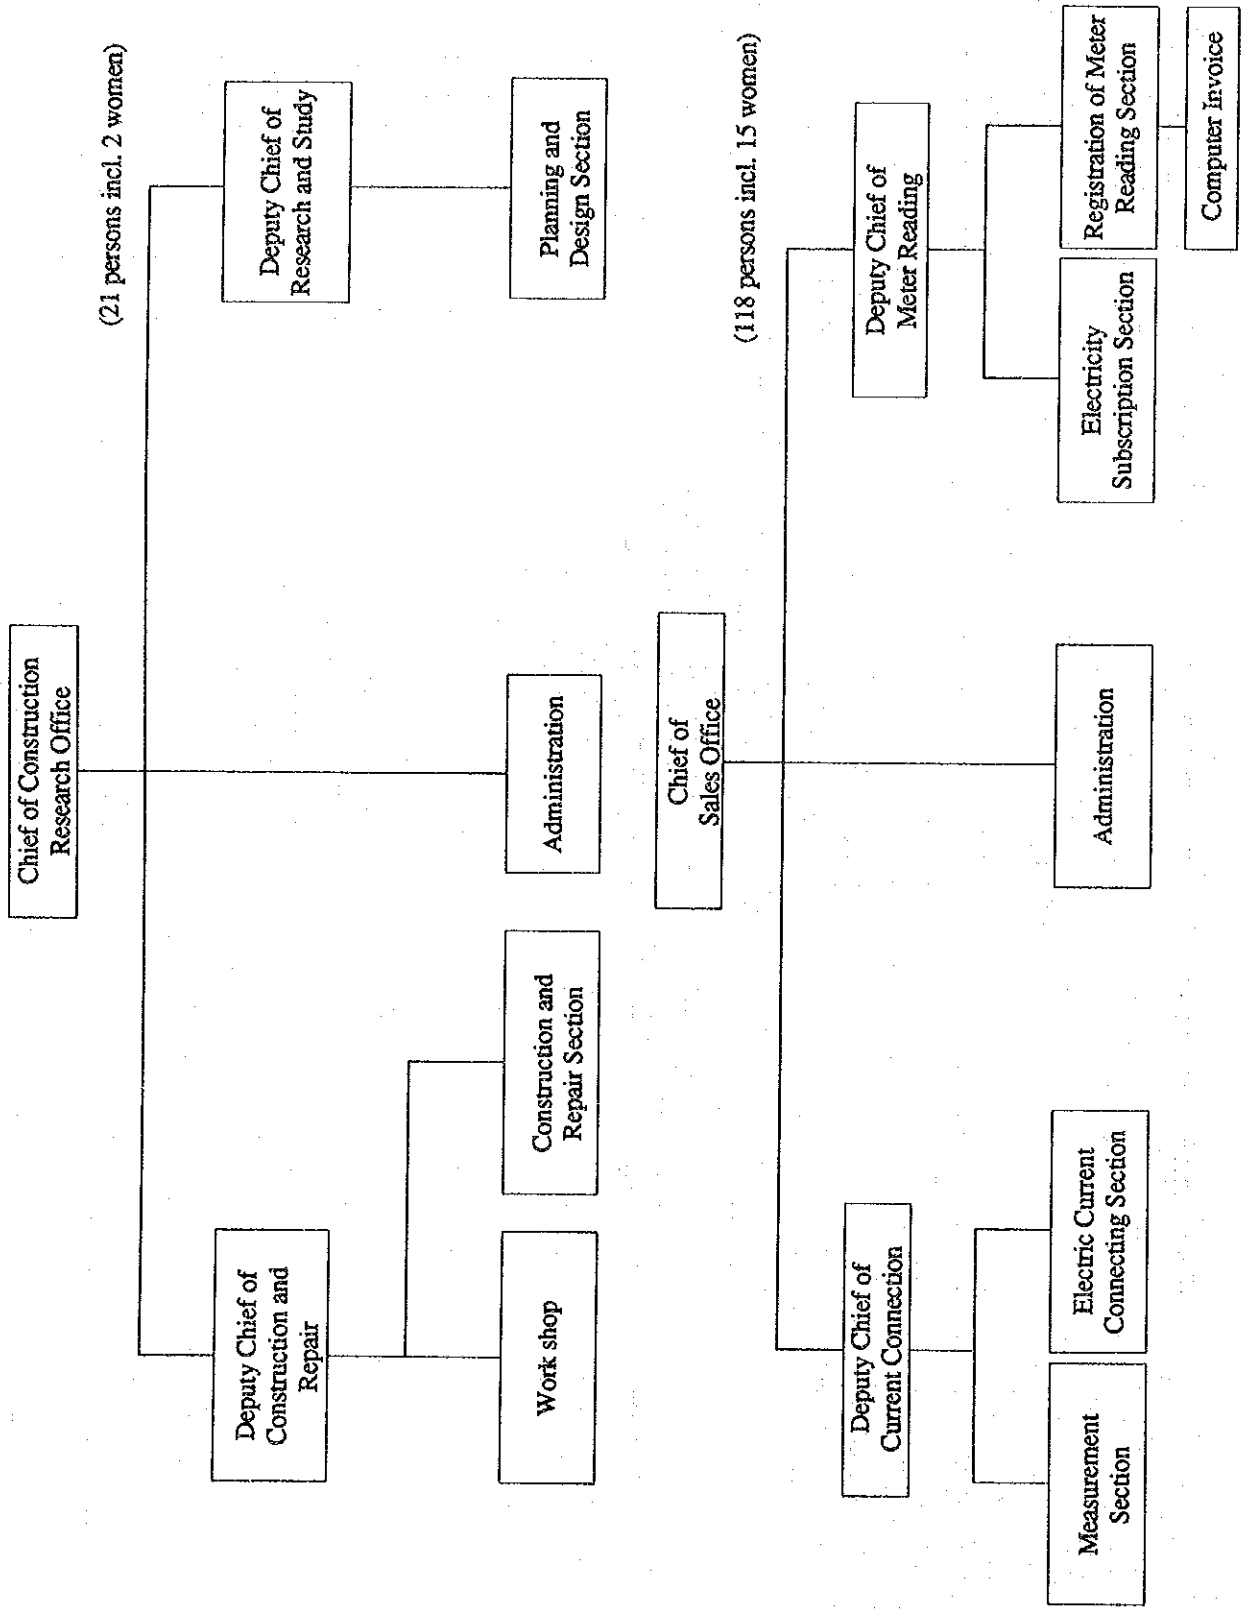 Chief of Construction
Research Office
(21 persons incl. 2 women)
Deputy Chief of
Construction and
Repair
Deputy Chief of
Research and Study
Work shop
Construction and
Repair Section
Administration
Planning and
Design Section
Chief of
Sales Office
(118 persons incl. 15 women)
Deputy Chief of
Current Connection
Deputy Chief of
Meter Reading
Measurement
Section
Electric Current
Connecting Section
Administration
Electricity
Subscription Section
Registration of Meter
Reading Section
Computer Invoice